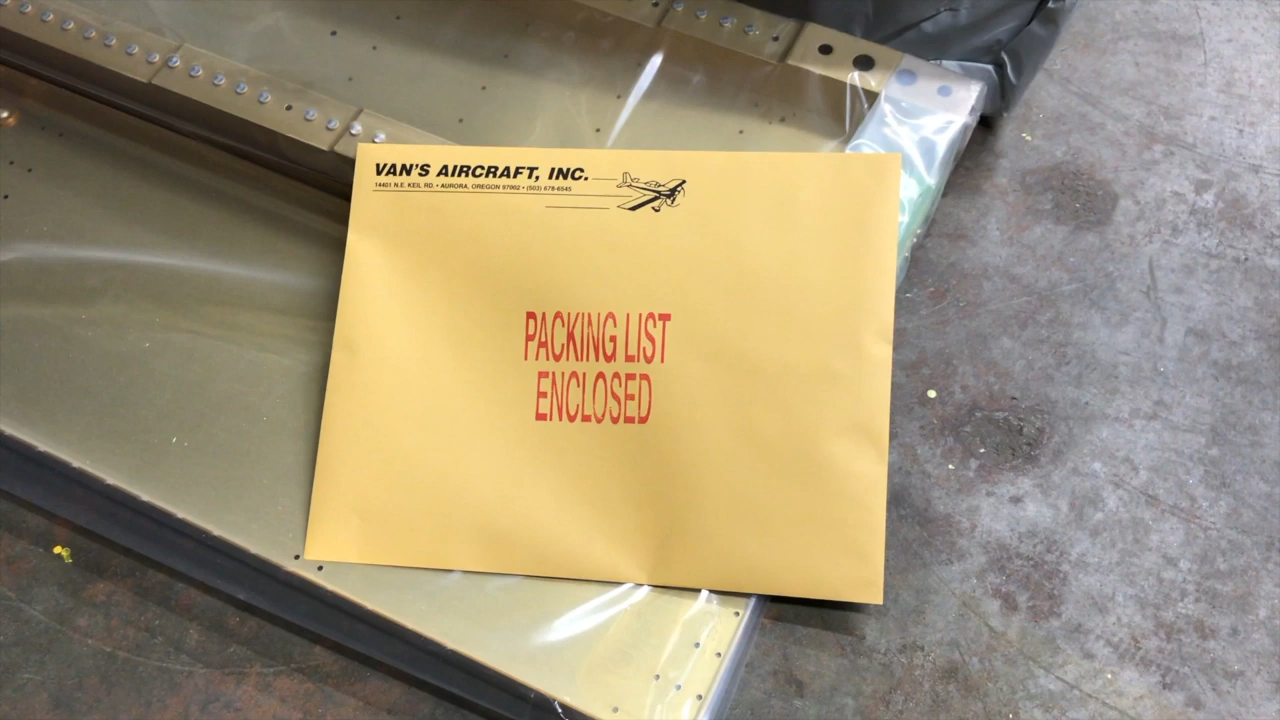 VAN'S AIRCRAFT, INC.
14401 N.E. KEIL RD. • AURORA, OREGON 97002 • (503) 678-6545
PACKING LIST
ENCLOSED